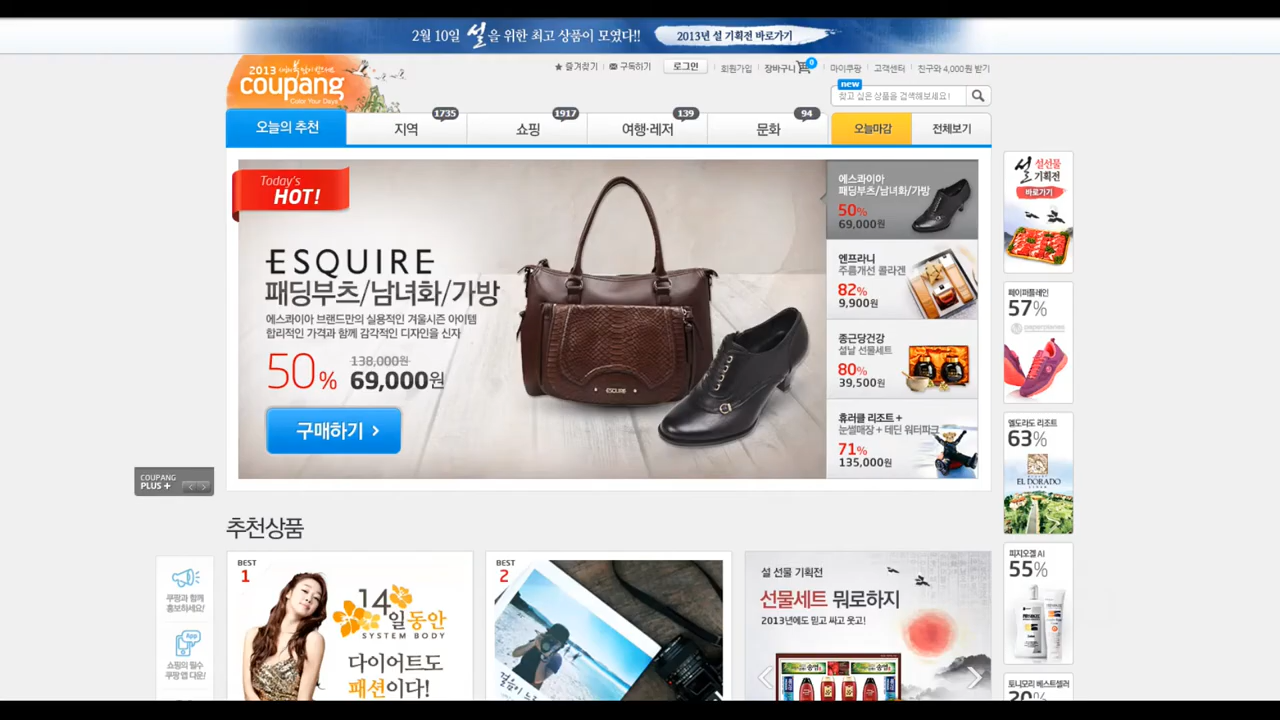 2월 10일 설을 위한 최고 상품이 모였다!! 2013년 설 기획전 바로가기
2013
coupang
Color Your Days
즐겨찾기 구독하기 로그인 회원가입 장바구니 0 마이쿠팡 고객센터 친구와 4,000원 받기
new
찾고 싶은 상품을 검색해보세요!
오늘의 추천 지역 1735 쇼핑 1917 여행·레저 139 문화 94 오늘마감 전체보기
Today's
HOT!
ESQUIRE
패딩부츠/남녀화/가방
에스콰이아 브랜드만의 실용적인 겨울시즌 아이템
합리적인 가격과 함께 감각적인 디자인을 신자
50% 138,000원
69,000원
구매하기 >
ESQUIRE
에스콰이아
패딩부츠/남녀화/가방
50%
69,000원
엔프라니
주름개선 콜라겐
82%
9,900원
종근당건강
설날 선물세트
80%
39,500원
휴러클 리조트 +
눈썰매장 + 테딘 워터파크
71%
135,000원
설 설선물
기획전
바로가기
페이퍼플레인
57%
엘도라도 리조트
63%
EL DORADO
피지오겔 AI
55%
토니모리 베스트셀러
COUPANG
PLUS +
쿠팡과 함께
홍보하세요!
App
쇼핑의 필수
쿠팡 앱 다운!
추천상품
BEST
1
14일동안
SYSTEM BODY
다이어트도
패션이다!
BEST
2
설 선물 기획전
선물세트 뭐로하지
2013년에도 믿고 싸고 웃고!